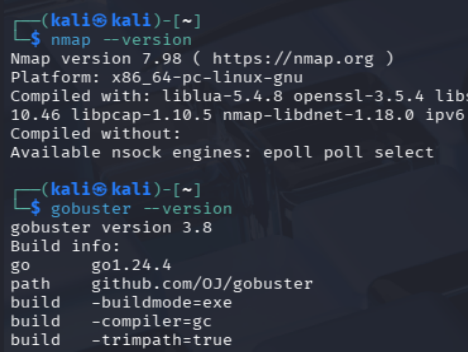 ┌──(kali㉿kali)-[~]
└─$ nmap --version
Nmap version 7.98 ( https://nmap.org )
Platform: x86_64-pc-linux-gnu
Compiled with: liblua-5.4.8 openssl-3.5.4 libs
10.46 libpcap-1.10.5 nmap-libdnet-1.18.0 ipv6
Compiled without:
Available nsock engines: epoll poll select
┌──(kali㉿kali)-[~]
└─$ gobuster --version
gobuster version 3.8
Build info:
go      go1.24.4
path    github.com/OJ/gobuster
build   -buildmode=exe
build   -compiler=gc
build   -trimpath=true